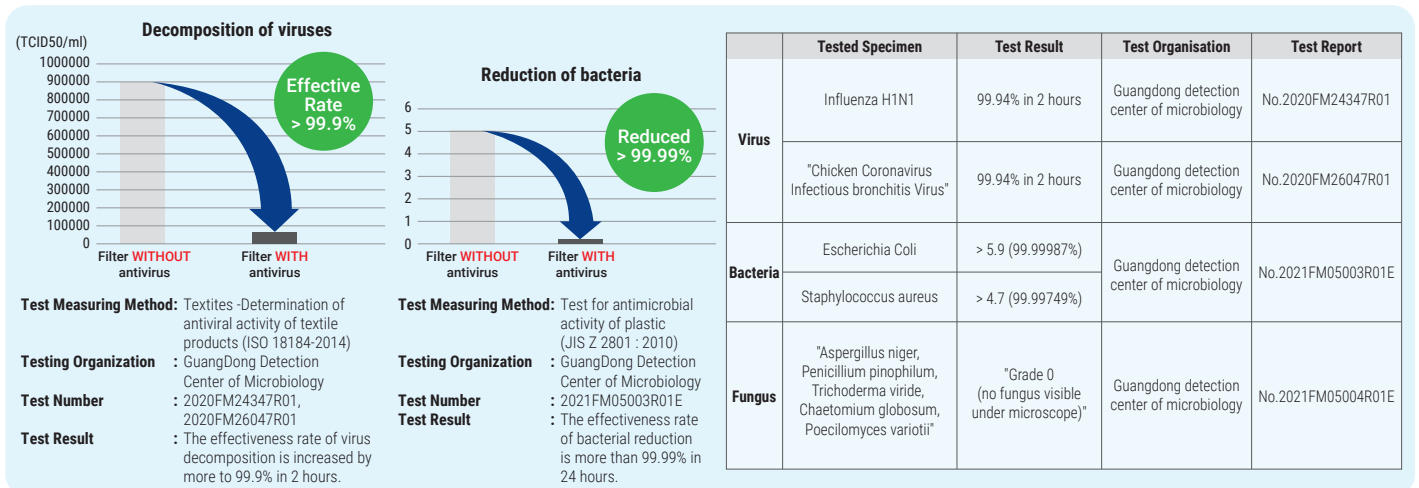 Decomposition of viruses
(TCID50/ml)
1000000
900000
800000
700000
600000
500000
400000
300000
200000
100000
0
Effective
Rate
> 99.9%
Filter WITHOUT
antivirus
Filter WITH
antivirus
Test Measuring Method: Textites -Determination of
antiviral activity of textile
products (ISO 18184-2014)
Testing Organization : GuangDong Detection
Center of Microbiology
Test Number : 2020FM24347R01,
2020FM26047R01
Test Result : The effectiveness rate of virus
decomposition is increased by
more to 99.9% in 2 hours.
Reduction of bacteria
6
5
4
3
2
1
0
Reduced
> 99.99%
Filter WITHOUT
antivirus
Filter WITH
antivirus
Test Measuring Method: Test for antimicrobial
activity of plastic
(JIS Z 2801 : 2010)
Testing Organization : GuangDong Detection
Center of Microbiology
Test Number : 2021FM05003R01E
Test Result : The effectiveness rate
of bacterial reduction
is more than 99.99% in
24 hours.
Tested Specimen Test Result Test Organisation Test Report
Virus
Influenza H1N1 99.94% in 2 hours Guangdong detection
center of microbiology No.2020FM24347R01
"Chicken Coronavirus
Infectious bronchitis Virus" 99.94% in 2 hours Guangdong detection
center of microbiology No.2020FM26047R01
Bacteria
Escherichia Coli > 5.9 (99.99987%)
Staphylococcus aureus > 4.7 (99.99749%)
Guangdong detection
center of microbiology No.2021FM05003R01E
Fungus
"Aspergillus niger,
Penicillium pinophilum,
Trichoderma viride,
Chaetomium globosum,
Poecilomyces variotii"
"Grade 0
(no fungus visible
under microscope)"
Guangdong detection
center of microbiology No.2021FM05004R01E